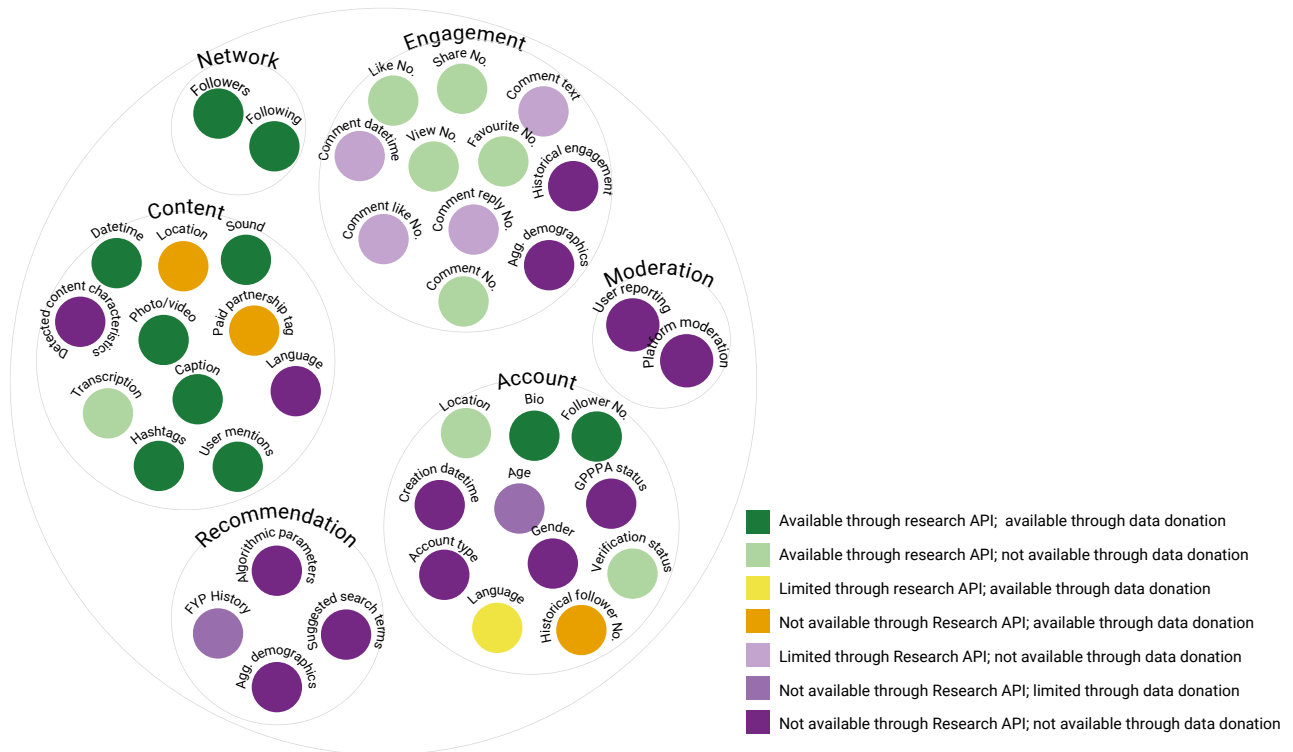 Network
Followers
Following
Engagement
Like No.
Share No.
Comment text
Comment datetime
View No.
Favourite No.
Historical engagement
Comment like No.
Comment reply No.
Agg. demographics
Comment No.
Content
Datetime
Location
Sound
Detected content characteristics
Photo/video
Paid partnership tag
Transcription
Caption
Language
Hashtags
User mentions
Moderation
User reporting
Platform moderation
Account
Location
Bio
Follower No.
Creation datetime
Age
GPPPA status
Account type
Gender
Verification status
Language
Historical follower No.
Recommendation
Algorithmic parameters
FYP History
Suggested search terms
Agg. demographics
Available through research API; available through data donation
Available through research API; not available through data donation
Limited through research API; available through data donation
Not available through Research API; available through data donation
Limited through Research API; not available through data donation
Not available through Research API; limited through data donation
Not available through Research API; not available through data donation